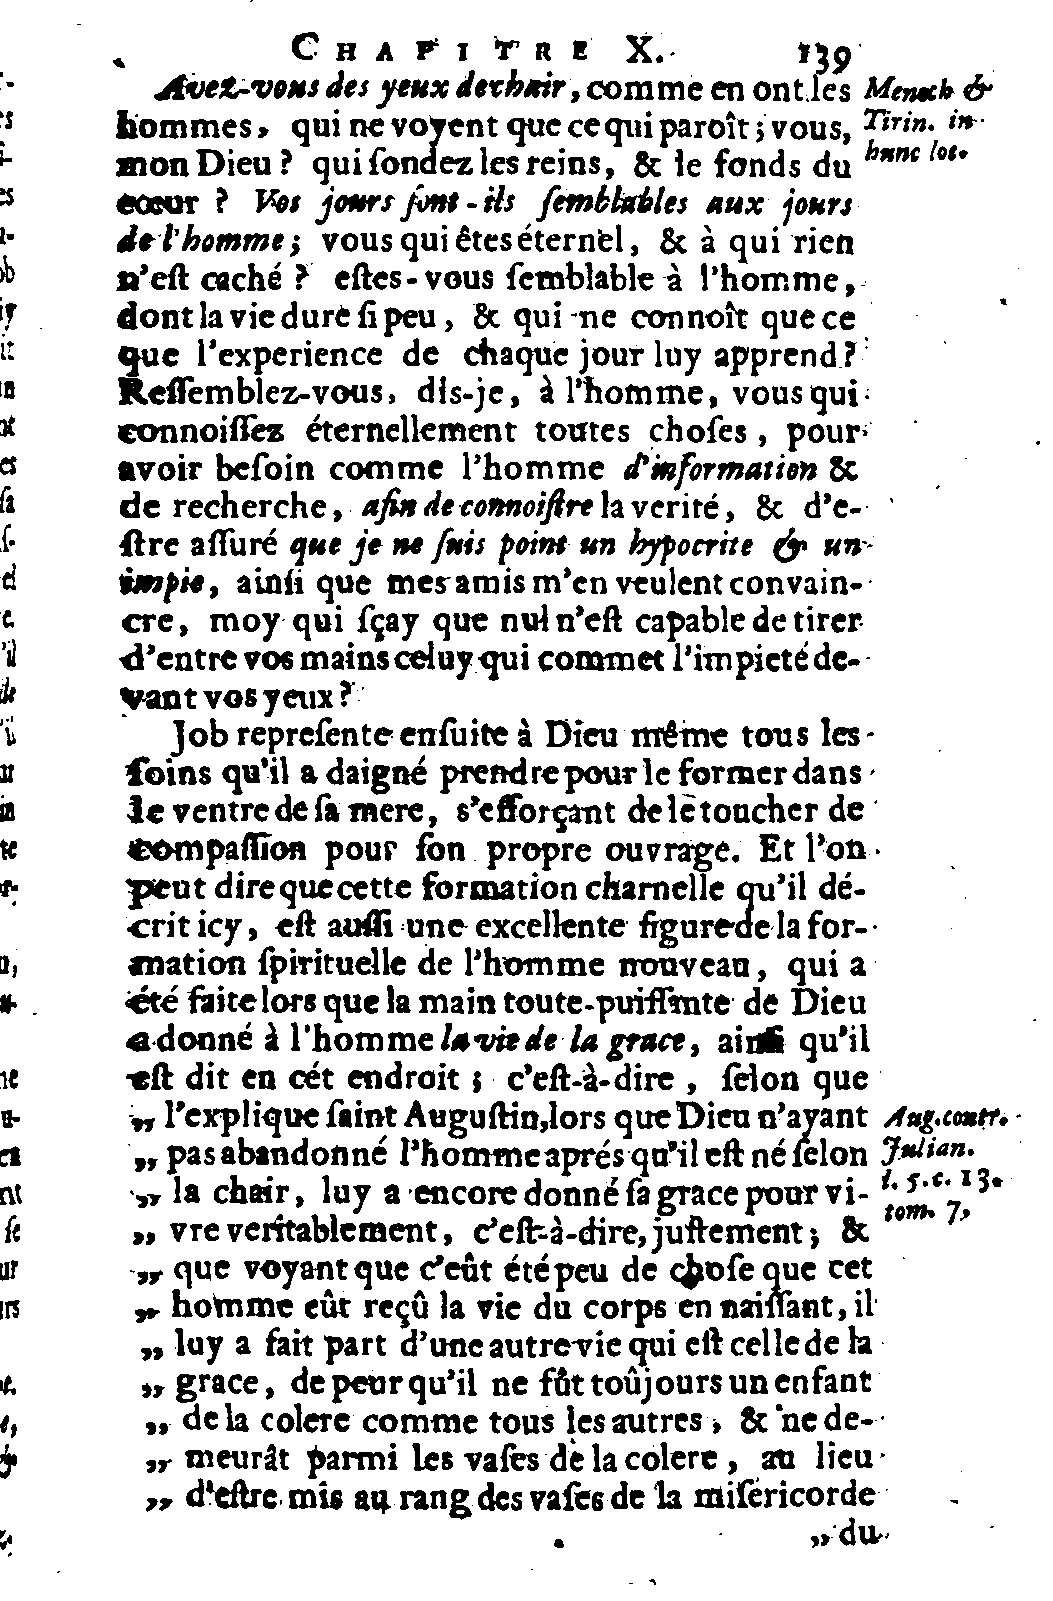 CHAPITRE X. 139
Avez-vous des yeux de chair, comme en ont les
hommes, qui ne voyent que ce qui paroît; vous,
mon Dieu? qui ſondez les reins, & le fonds du
cœur? Vos jours ſont-ils ſemblables aux jours
de l'homme; vous qui êtes éternel, & à qui rien
n'eſt caché? eſtes-vous ſemblable à l'homme,
dont la vie dure ſi peu, & qui ne connoît que ce
que l'experience de chaque jour luy apprend?
Reſſemblez-vous, dis-je, à l'homme, vous qui
connoiſſez éternellement toutes choſes, pour
avoir beſoin comme l'homme d'information &
de recherche, afin de connoiſtre la verité, & d'e-
ſtre aſſuré que je ne ſuis point un hypocrite & un
impie, ainſi que mes amis m'en veulent convain-
cre, moy qui ſçay que nul n'eſt capable de tirer
d'entre vos mains celuy qui commet l'impieté de-
vant vos yeux?
Job repreſente enſuite à Dieu même tous les
ſoins qu'il a daigné prendre pour le former dans
le ventre de ſa mere, s'efforçant de le toucher de
compaſſion pour ſon propre ouvrage. Et l'on
peut dire que cette formation charnelle qu'il dé-
crit icy, eſt auſſi une excellente figure de la for-
mation ſpirituelle de l'homme nouveau, qui a
été faite lors que la main toute-puiſſante de Dieu
a donné à l'homme la vie de la grace, ainſi qu'il
eſt dit en cét endroit; c'eſt-à-dire, ſelon que
„ l'explique ſaint Auguſtin, lors que Dieu n'ayant
„ pas abandonné l'homme aprés qu'il eſt né ſelon
„ la chair, luy a encore donné ſa grace pour vi-
„ vre veritablement, c'eſt-à-dire, juſtement; &
„ que voyant que c'eût été peu de choſe que cet
„ homme eût reçû la vie du corps en naiſſant, il
„ luy a fait part d'une autre vie qui eſt celle de la
„ grace, de peur qu'il ne fût toûjours un enfant
„ de la colere comme tous les autres, & ne de-
„ meurât parmi les vaſes de la colere, au lieu
„ d'eſtre mis au rang des vaſes de la miſericorde
„ du
Menoch &
Tirin. in
hunc loc.
Aug. contr.
Julian.
l. 5. c. 13.
tom. 7.